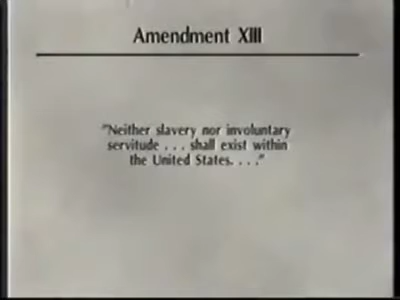 Amendment XIII
"Neither slavery nor involuntary
servitude . . . shall exist within
the United States. . . ."